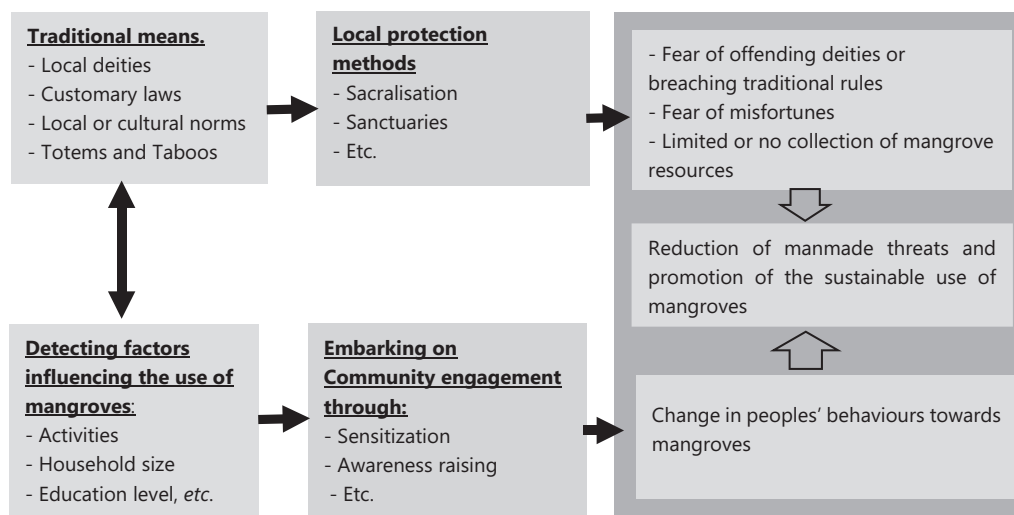 Traditional means.
- Local deities
- Customary laws
- Local or cultural norms
- Totems and Taboos
Local protection
methods
- Sacralisation
- Sanctuaries
- Etc.
- Fear of offending deities or
breaching traditional rules
- Fear of misfortunes
- Limited or no collection of mangrove
resources
Reduction of manmade threats and
promotion of the sustainable use of
mangroves
Detecting factors
influencing the use of
mangroves:
- Activities
- Household size
- Education level, etc.
Embarking on
Community engagement
through:
- Sensitization
- Awareness raising
- Etc.
Change in peoples’ behaviours towards
mangroves